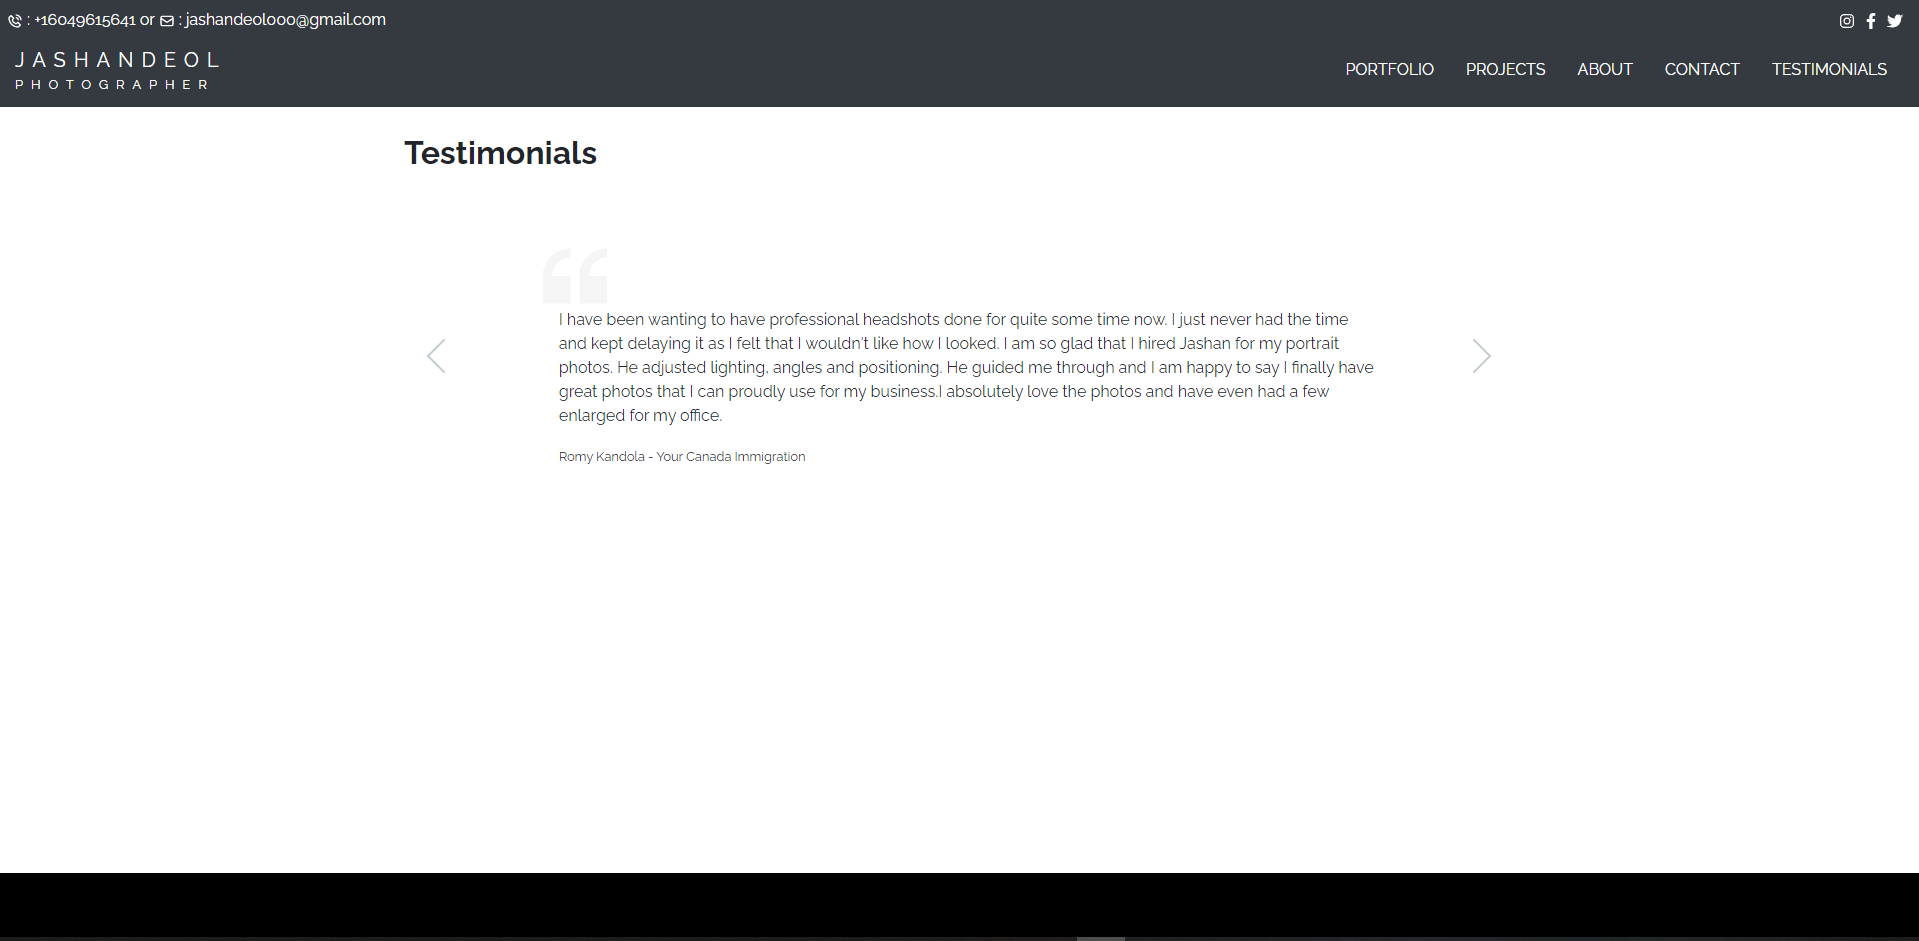 : +16049615641 or : jashandeol000@gmail.com
JASHANDEOL
PHOTOGRAPHER
PORTFOLIO PROJECTS ABOUT CONTACT TESTIMONIALS
Testimonials
I have been wanting to have professional headshots done for quite some time now. I just never had the time
and kept delaying it as I felt that I wouldn't like how I looked. I am so glad that I hired Jashan for my portrait
photos. He adjusted lighting, angles and positioning. He guided me through and I am happy to say I finally have
great photos that I can proudly use for my business.I absolutely love the photos and have even had a few
enlarged for my office.
Romy Kandola - Your Canada Immigration